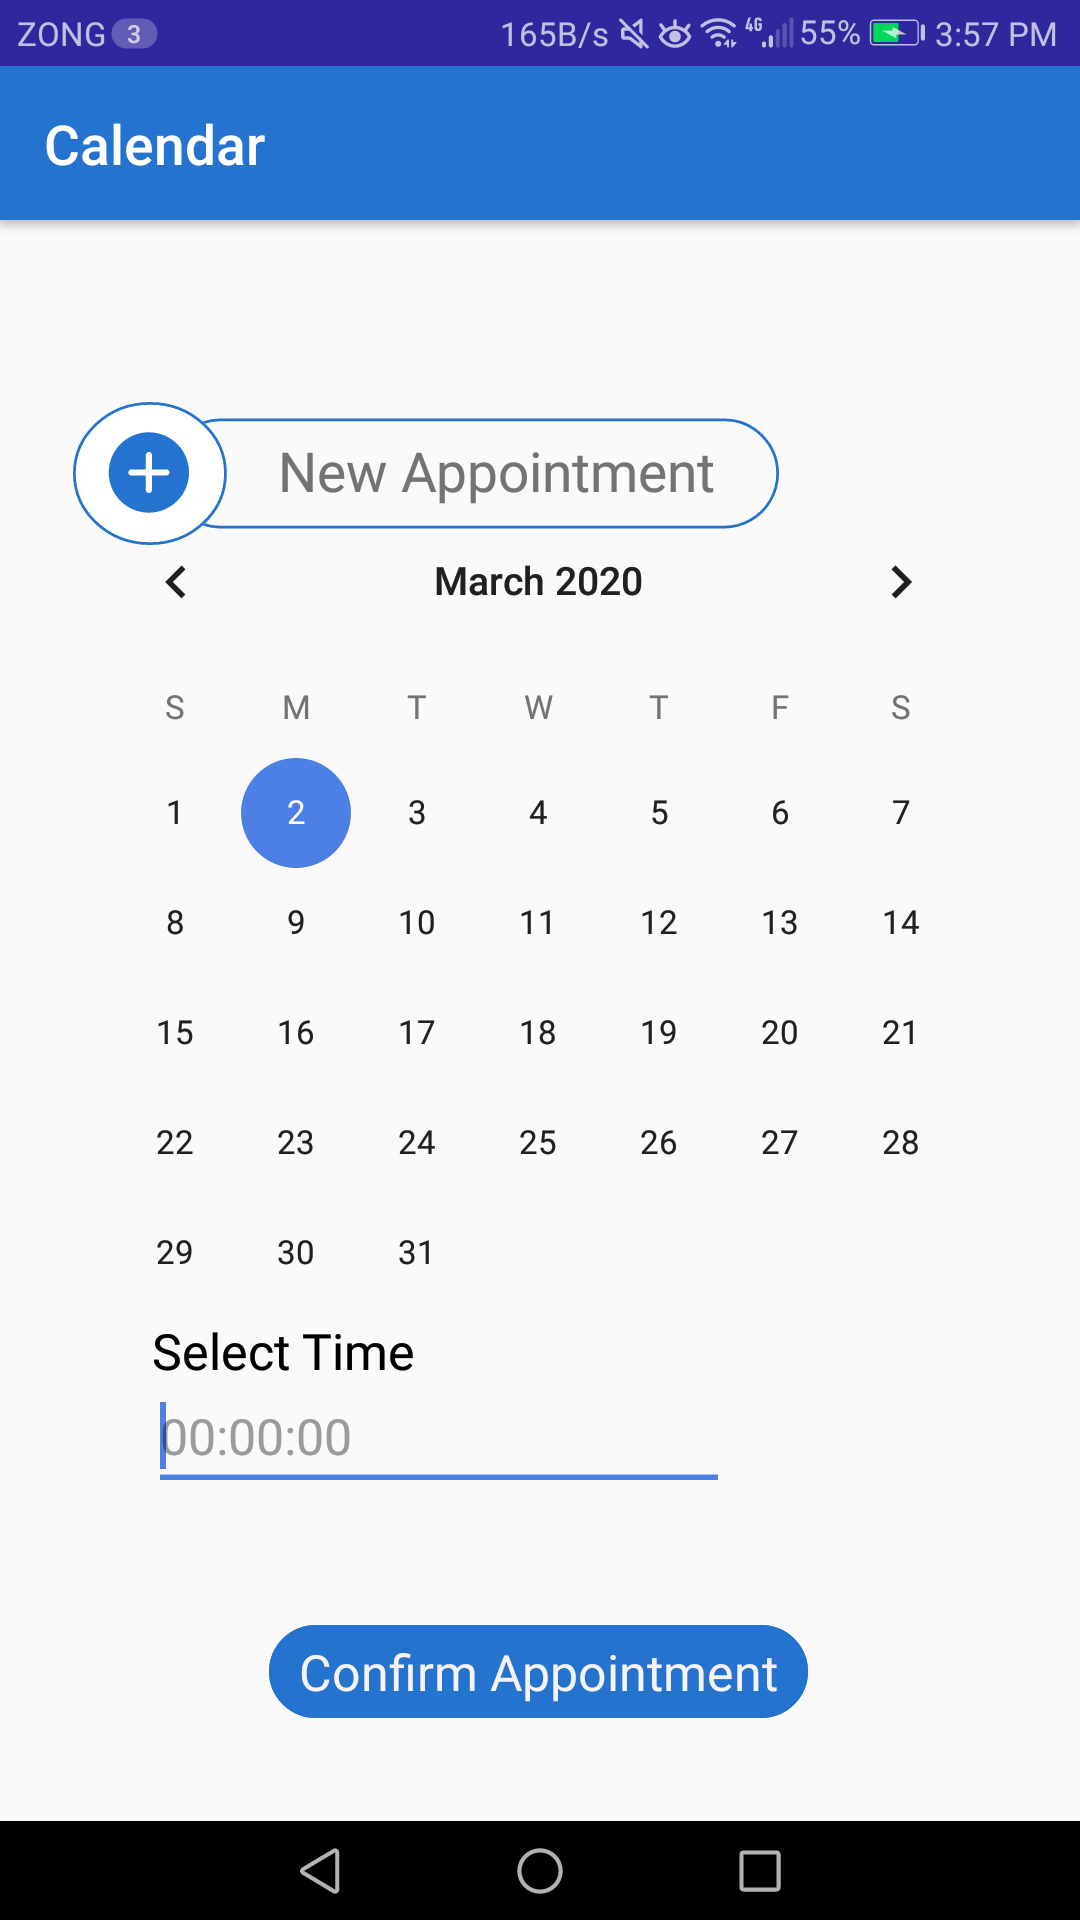 ZONG 3 165B/s 4G 55% 3:57 PM
Calendar
New Appointment
March 2020
S M T W T F S
1 2 3 4 5 6 7
8 9 10 11 12 13 14
15 16 17 18 19 20 21
22 23 24 25 26 27 28
29 30 31
Select Time
00:00:00
Confirm Appointment